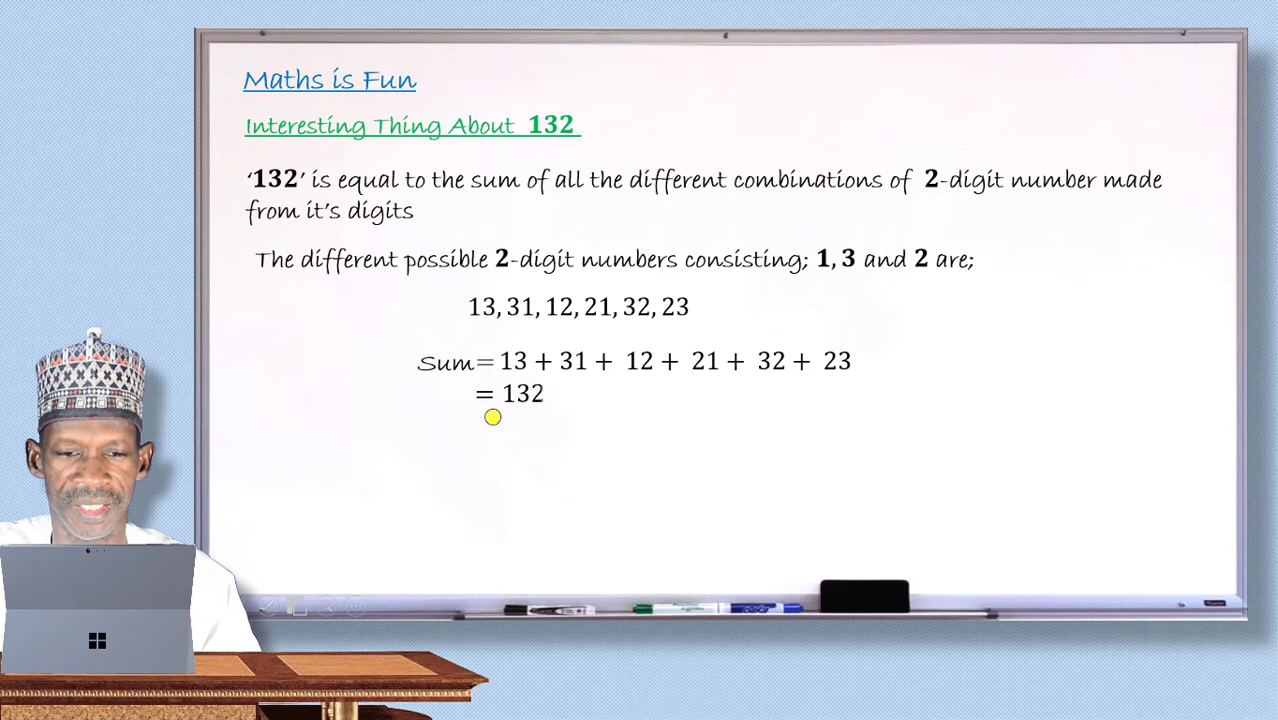 Maths is Fun
Interesting Thing About 132
‘132’ is equal to the sum of all the different combinations of 2-digit number made
from it’s digits
The different possible 2-digit numbers consisting; 1, 3 and 2 are;
13, 31, 12, 21, 32, 23
Sum= 13 + 31 + 12 + 21 + 32 + 23
= 132